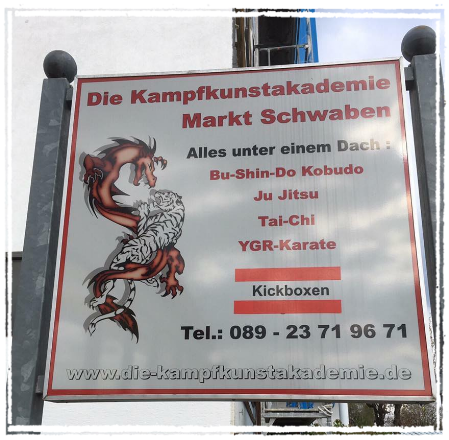 Die Kampfkunstakademie
Markt Schwaben
Alles unter einem Dach :
Bu-Shin-Do Kobudo
Ju Jitsu
Tai-Chi
YGR-Karate
Kickboxen
Tel.: 089 - 23 71 96 71
www.die-kampfkunstakademie.de